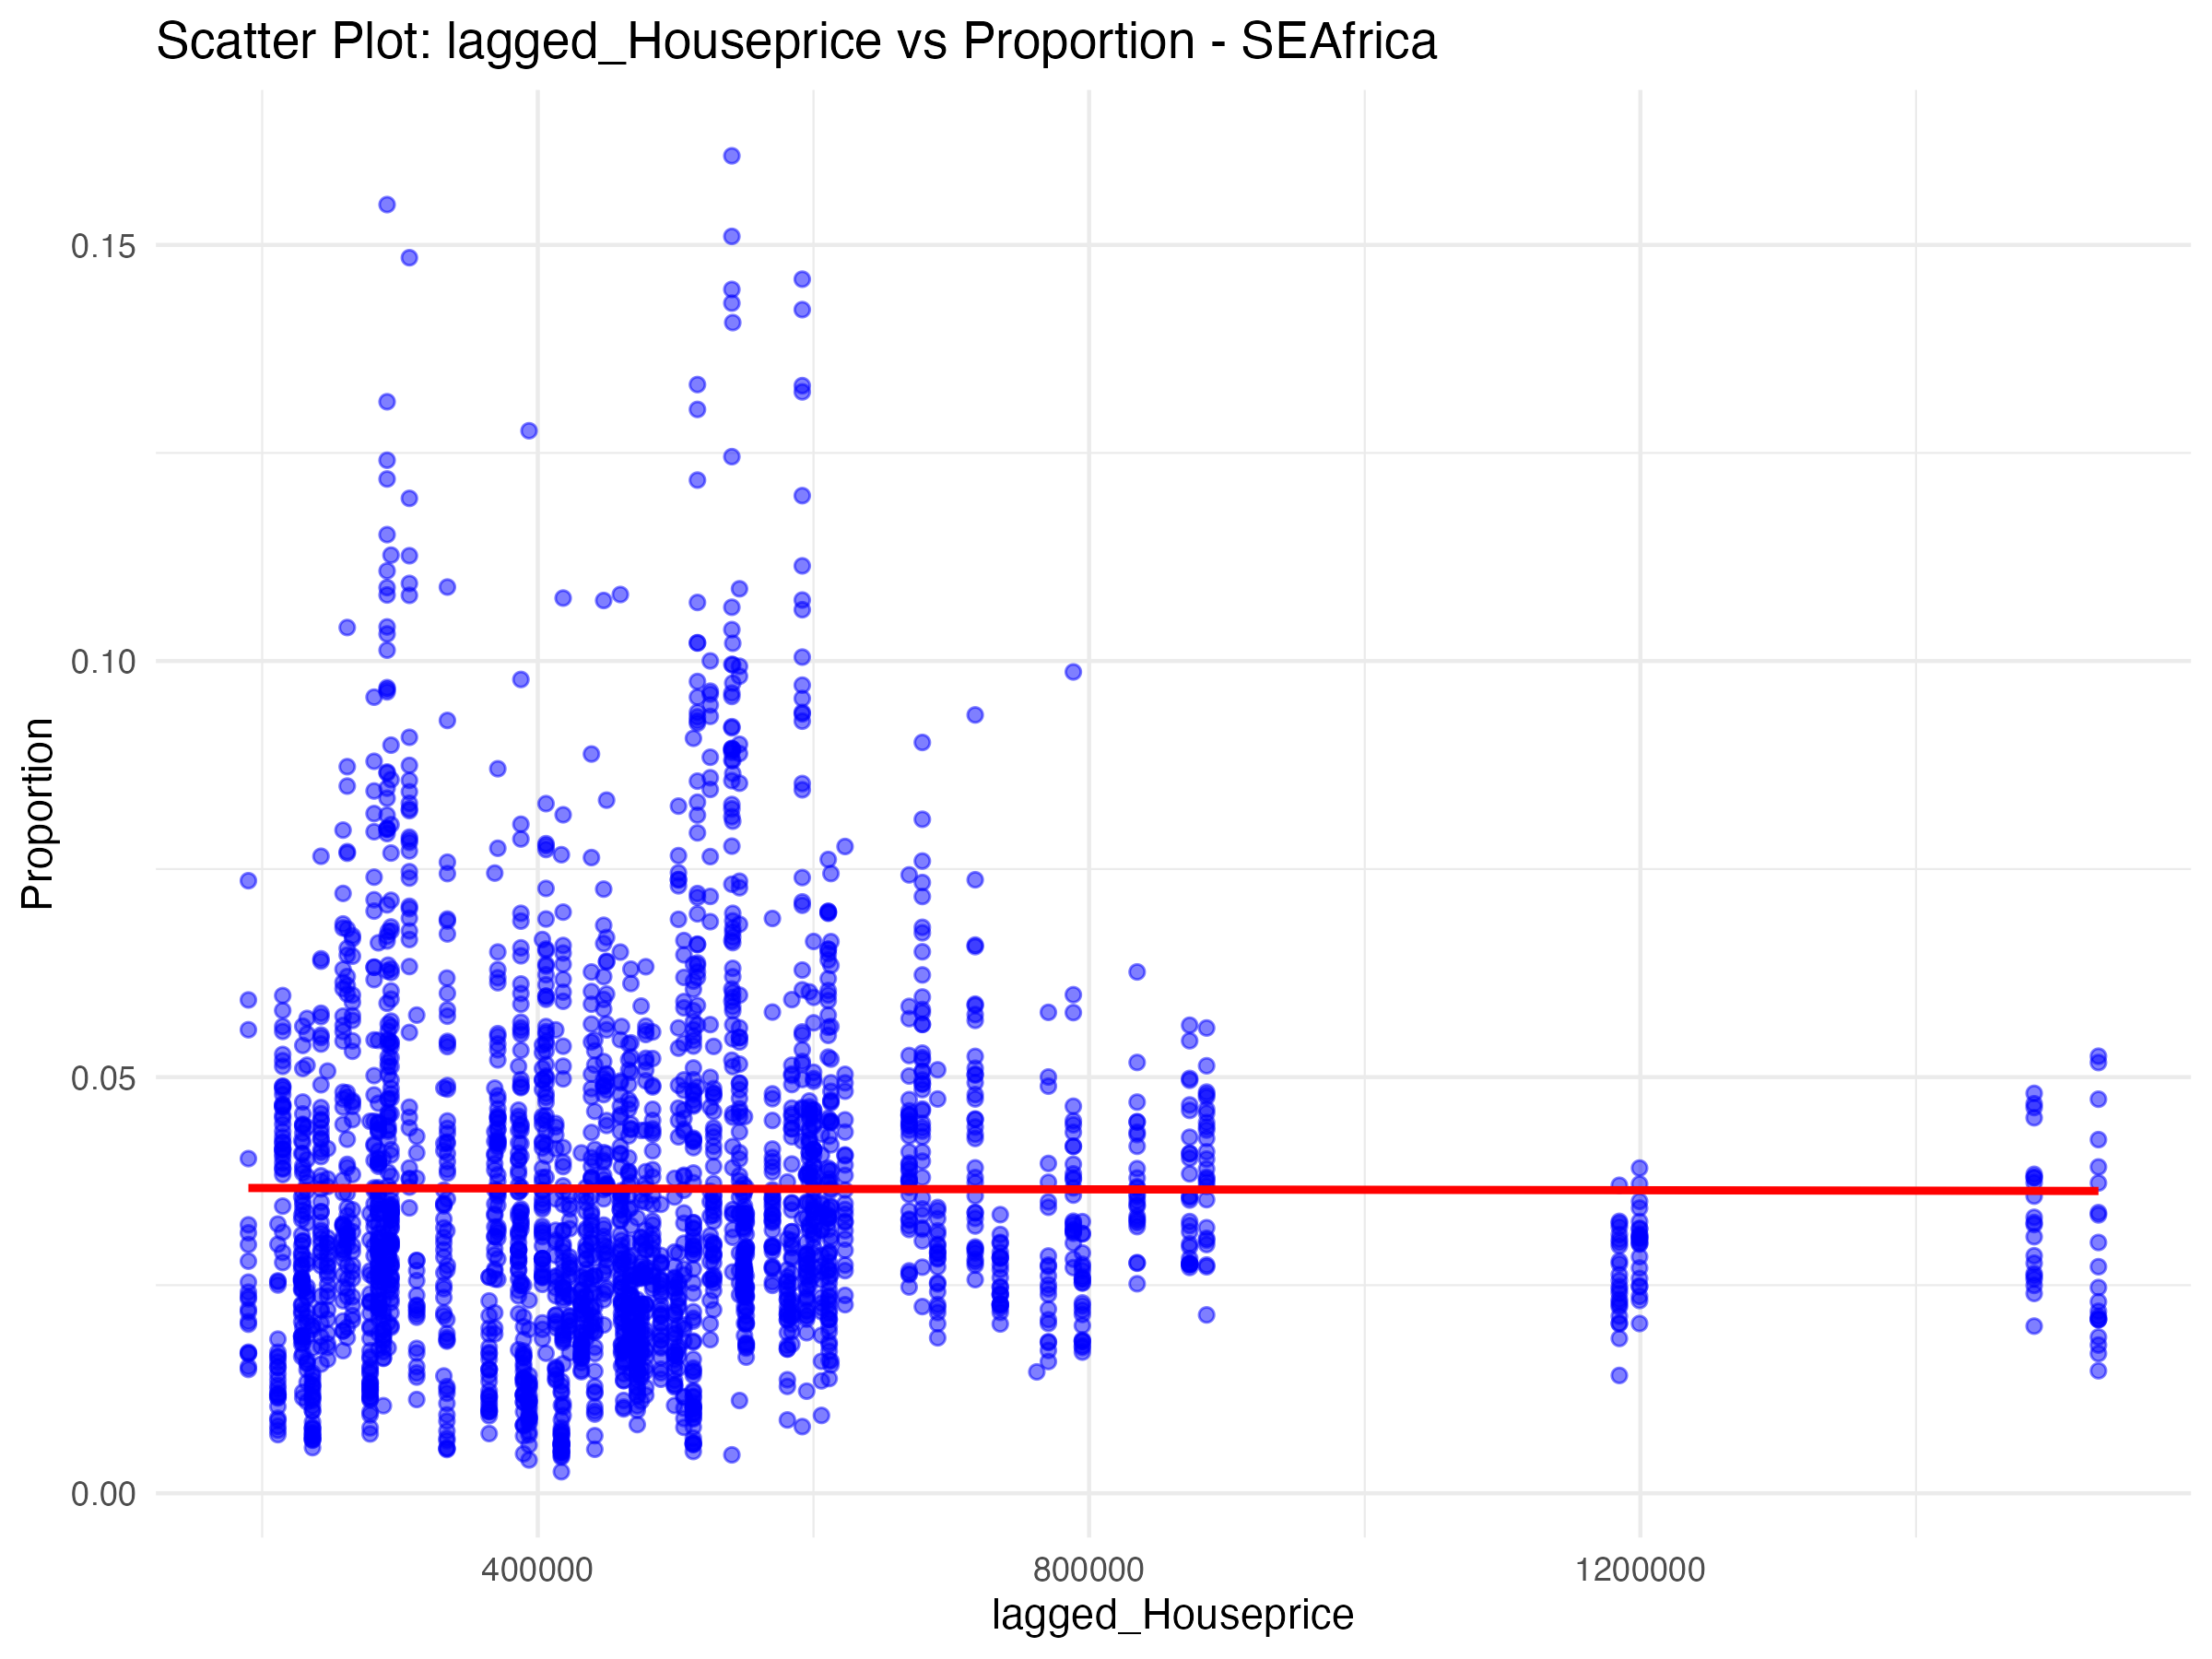 Scatter Plot: lagged_Houseprice vs Proportion - SEAfrica
0.15
0.10
0.05
0.00
Proportion
400000
800000
1200000
lagged_Houseprice